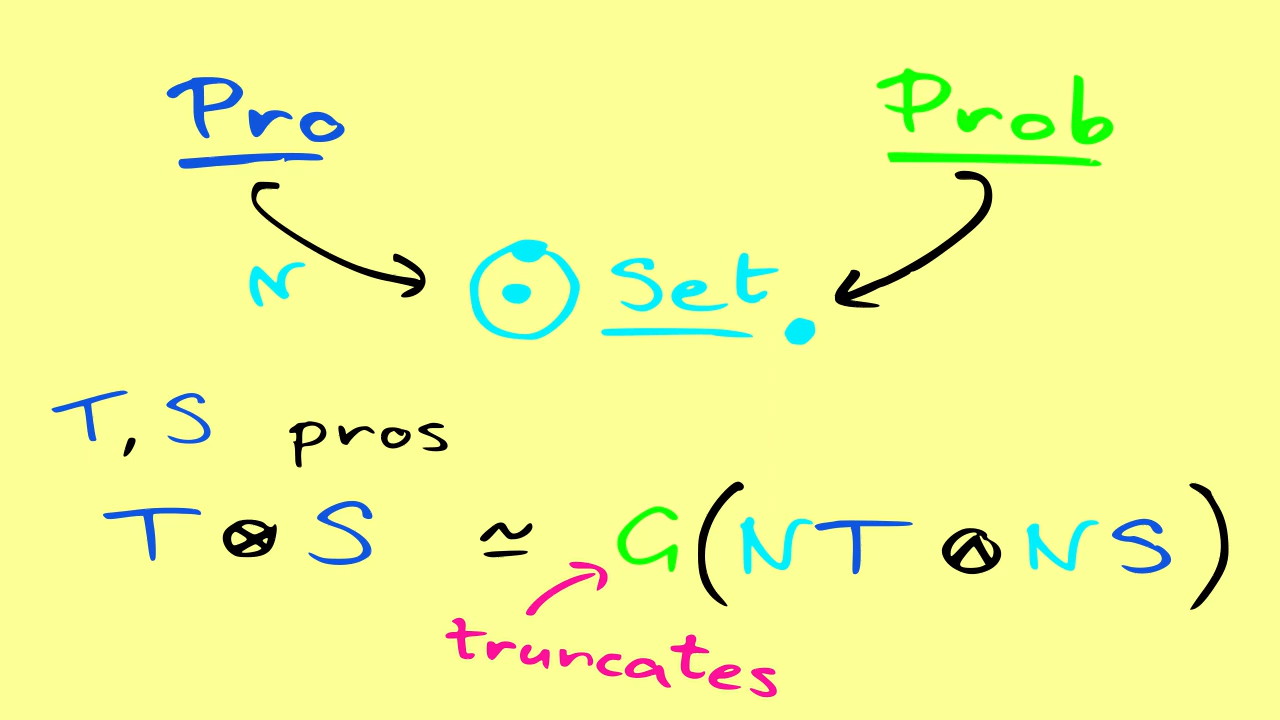 Pro Prob
N ⊙ Set.
T, S pros
T ⊗ S ≃ G(NT ⧀ NS)
truncates